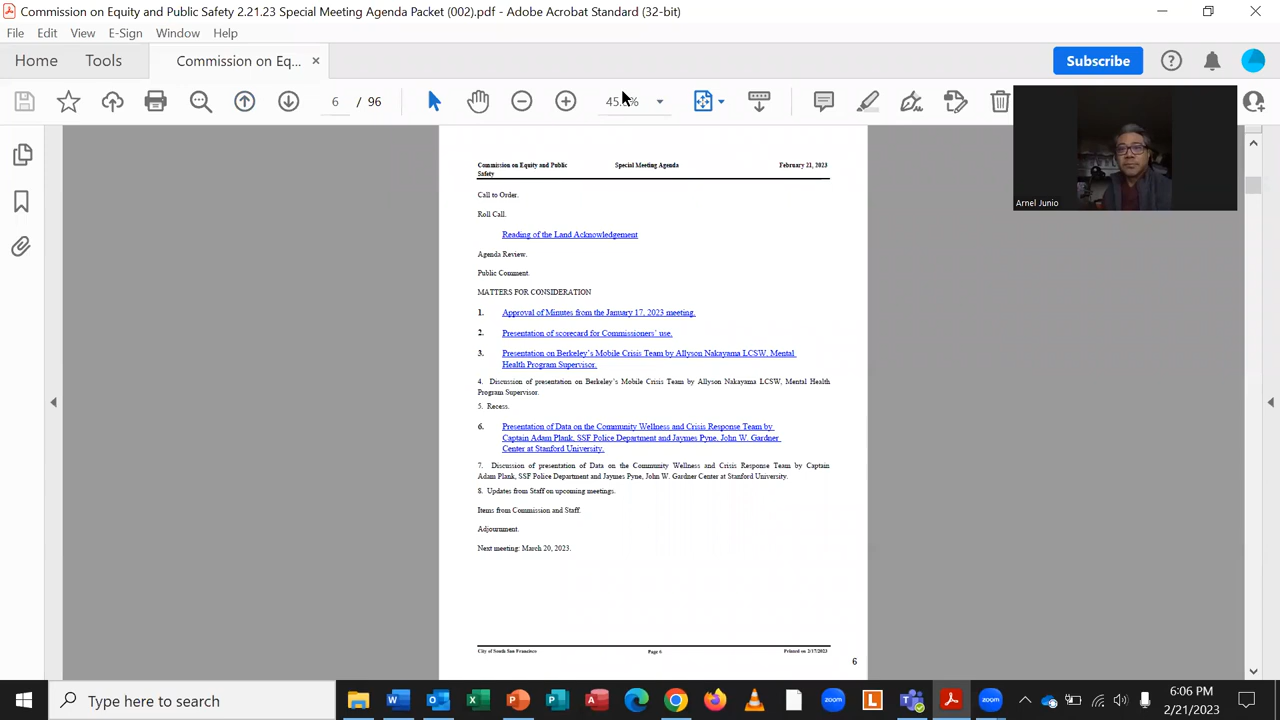 Commission on Equity and Public Safety 2.21.23 Special Meeting Agenda Packet (002).pdf - Adobe Acrobat Standard (32-bit)
File Edit View E-Sign Window Help
Home Tools Commission on Eq... × Subscribe
6 / 96
Arnel Junio
Commission on Equity and Public Safety
Special Meeting Agenda
February 21, 2023
Call to Order.
Roll Call.
Reading of the Land Acknowledgement
Agenda Review.
Public Comment.
MATTERS FOR CONSIDERATION
1. Approval of Minutes from the January 17, 2023 meeting.
2. Presentation of scorecard for Commissioners' use.
3. Presentation on Berkeley's Mobile Crisis Team by Allyson Nakayama LCSW, Mental
Health Program Supervisor.
4. Discussion of presentation on Berkeley's Mobile Crisis Team by Allyson Nakayama LCSW, Mental Health
Program Supervisor.
5. Recess.
6. Presentation of Data on the Community Wellness and Crisis Response Team by
Captain Adam Plank, SSF Police Department and Jaymes Pyne, John W. Gardner
Center at Stanford University.
7. Discussion of presentation of Data on the Community Wellness and Crisis Response Team by Captain
Adam Plank, SSF Police Department and Jaymes Pyne, John W. Gardner Center at Stanford University.
8. Updates from Staff on upcoming meetings.
Items from Commission and Staff.
Adjournment.
Next meeting: March 20, 2023.
City of South San Francisco Page 6 Printed on 2/17/2023
6
Type here to search
6:06 PM
2/21/2023